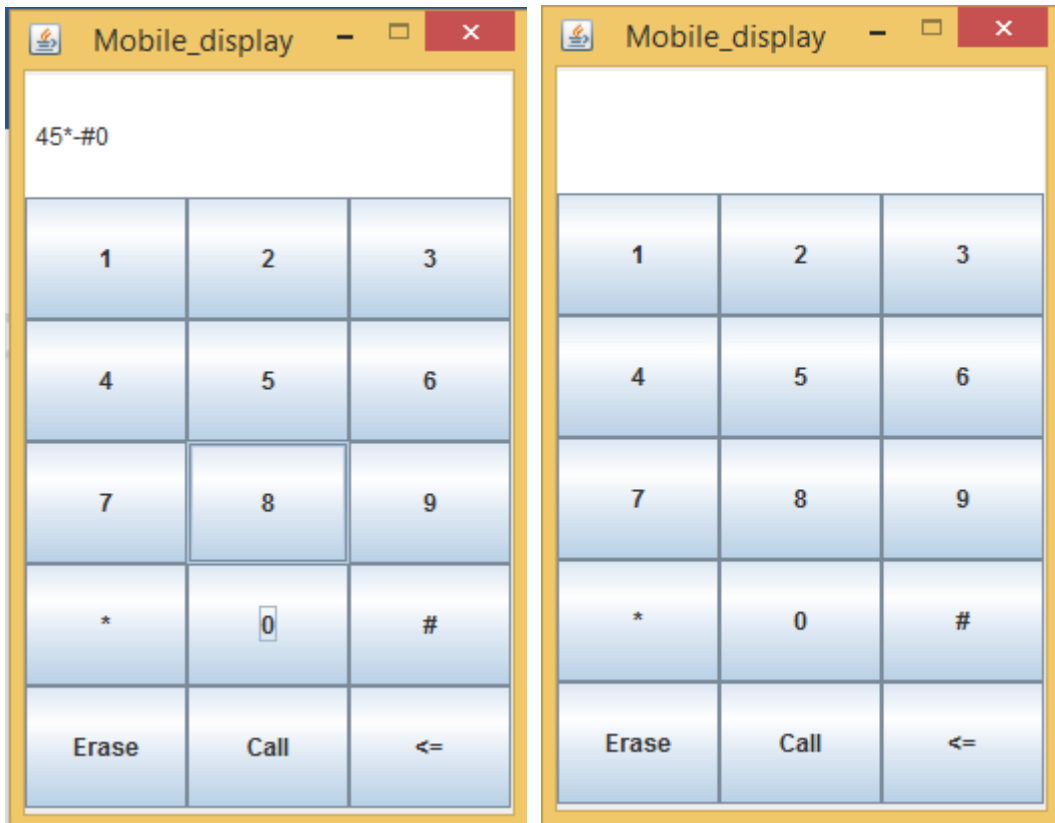 Mobile_display
45*-#0
1 2 3
4 5 6
7 8 9
* 0 #
Erase Call <=
Mobile_display
1 2 3
4 5 6
7 8 9
* 0 #
Erase Call <=